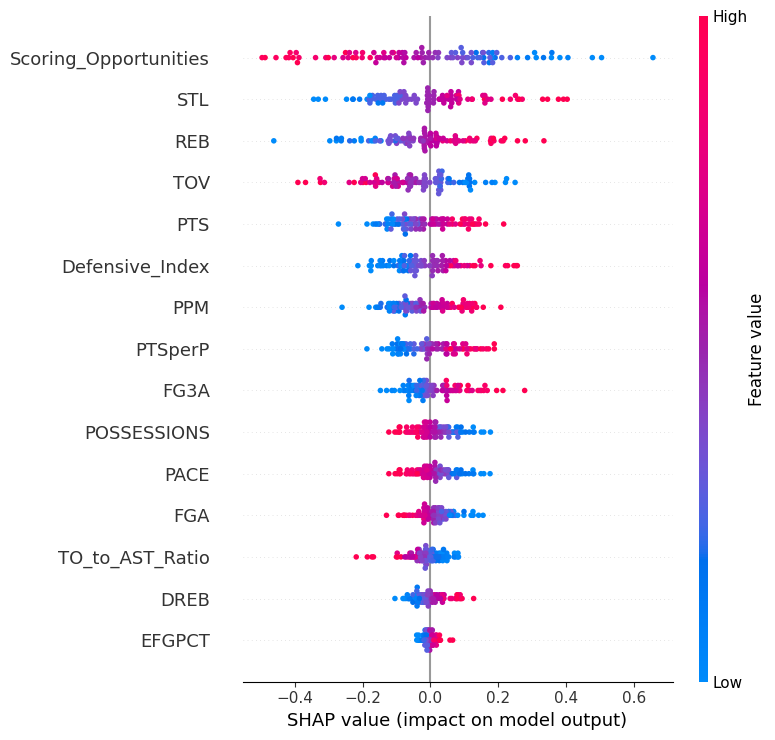 High
Scoring_Opportunities
STL
REB
TOV
PTS
Defensive_Index
PPM
PTSperP
FG3A
POSSESSIONS
PACE
FGA
TO_to_AST_Ratio
DREB
EFGPCT
Feature value
Low
−0.4 −0.2 0.0 0.2 0.4 0.6
SHAP value (impact on model output)